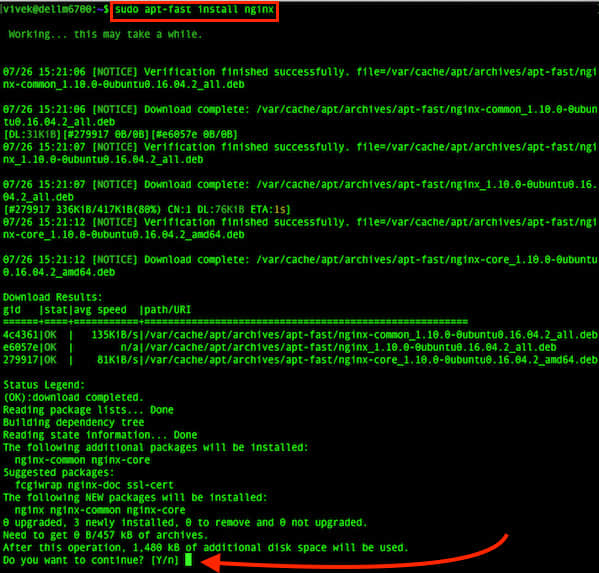 vivek@dellm6700:~$ sudo apt-fast install nginx
Working... this may take a while.
07/26 15:21:06 [NOTICE] Verification finished successfully. file=/var/cache/apt/archives/apt-fast/ngi
nx-common_1.10.0-0ubuntu0.16.04.2_all.deb
07/26 15:21:06 [NOTICE] Download complete: /var/cache/apt/archives/apt-fast/nginx-common_1.10.0-0ubun
tu0.16.04.2_all.deb
[DL:31KiB][#279917 0B/0B][#e6057e 0B/0B]
07/26 15:21:07 [NOTICE] Verification finished successfully. file=/var/cache/apt/archives/apt-fast/ngi
nx_1.10.0-0ubuntu0.16.04.2_all.deb
07/26 15:21:07 [NOTICE] Download complete: /var/cache/apt/archives/apt-fast/nginx_1.10.0-0ubuntu0.16.
04.2_all.deb
[#279917 336KiB/417KiB(80%) CN:1 DL:76KiB ETA:1s]
07/26 15:21:12 [NOTICE] Verification finished successfully. file=/var/cache/apt/archives/apt-fast/ngi
nx-core_1.10.0-0ubuntu0.16.04.2_amd64.deb
07/26 15:21:12 [NOTICE] Download complete: /var/cache/apt/archives/apt-fast/nginx-core_1.10.0-0ubuntu
0.16.04.2_amd64.deb
Download Results:
gid   |stat|avg speed  |path/URI
======+====+===========+=======================================================
4c4361|OK  |   135KiB/s|/var/cache/apt/archives/apt-fast/nginx-common_1.10.0-0ubuntu0.16.04.2_all.deb
e6057e|OK  |        n/a|/var/cache/apt/archives/apt-fast/nginx_1.10.0-0ubuntu0.16.04.2_all.deb
279917|OK  |    81KiB/s|/var/cache/apt/archives/apt-fast/nginx-core_1.10.0-0ubuntu0.16.04.2_amd64.deb
Status Legend:
(OK):download completed.
Reading package lists... Done
Building dependency tree
Reading state information... Done
The following additional packages will be installed:
nginx-common nginx-core
Suggested packages:
fcgiwrap nginx-doc ssl-cert
The following NEW packages will be installed:
nginx nginx-common nginx-core
0 upgraded, 3 newly installed, 0 to remove and 0 not upgraded.
Need to get 0 B/457 kB of archives.
After this operation, 1,480 kB of additional disk space will be used.
Do you want to continue? [Y/n]